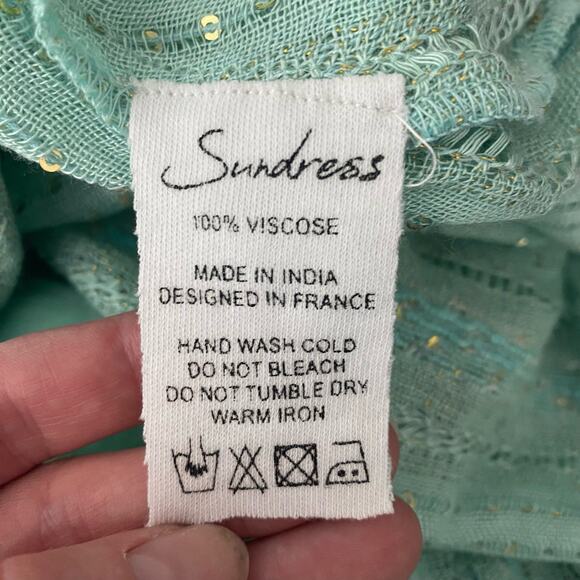 Sundress
100% VISCOSE
MADE IN INDIA
DESIGNED IN FRANCE
HAND WASH COLD
DO NOT BLEACH
DO NOT TUMBLE DRY
WARM IRON